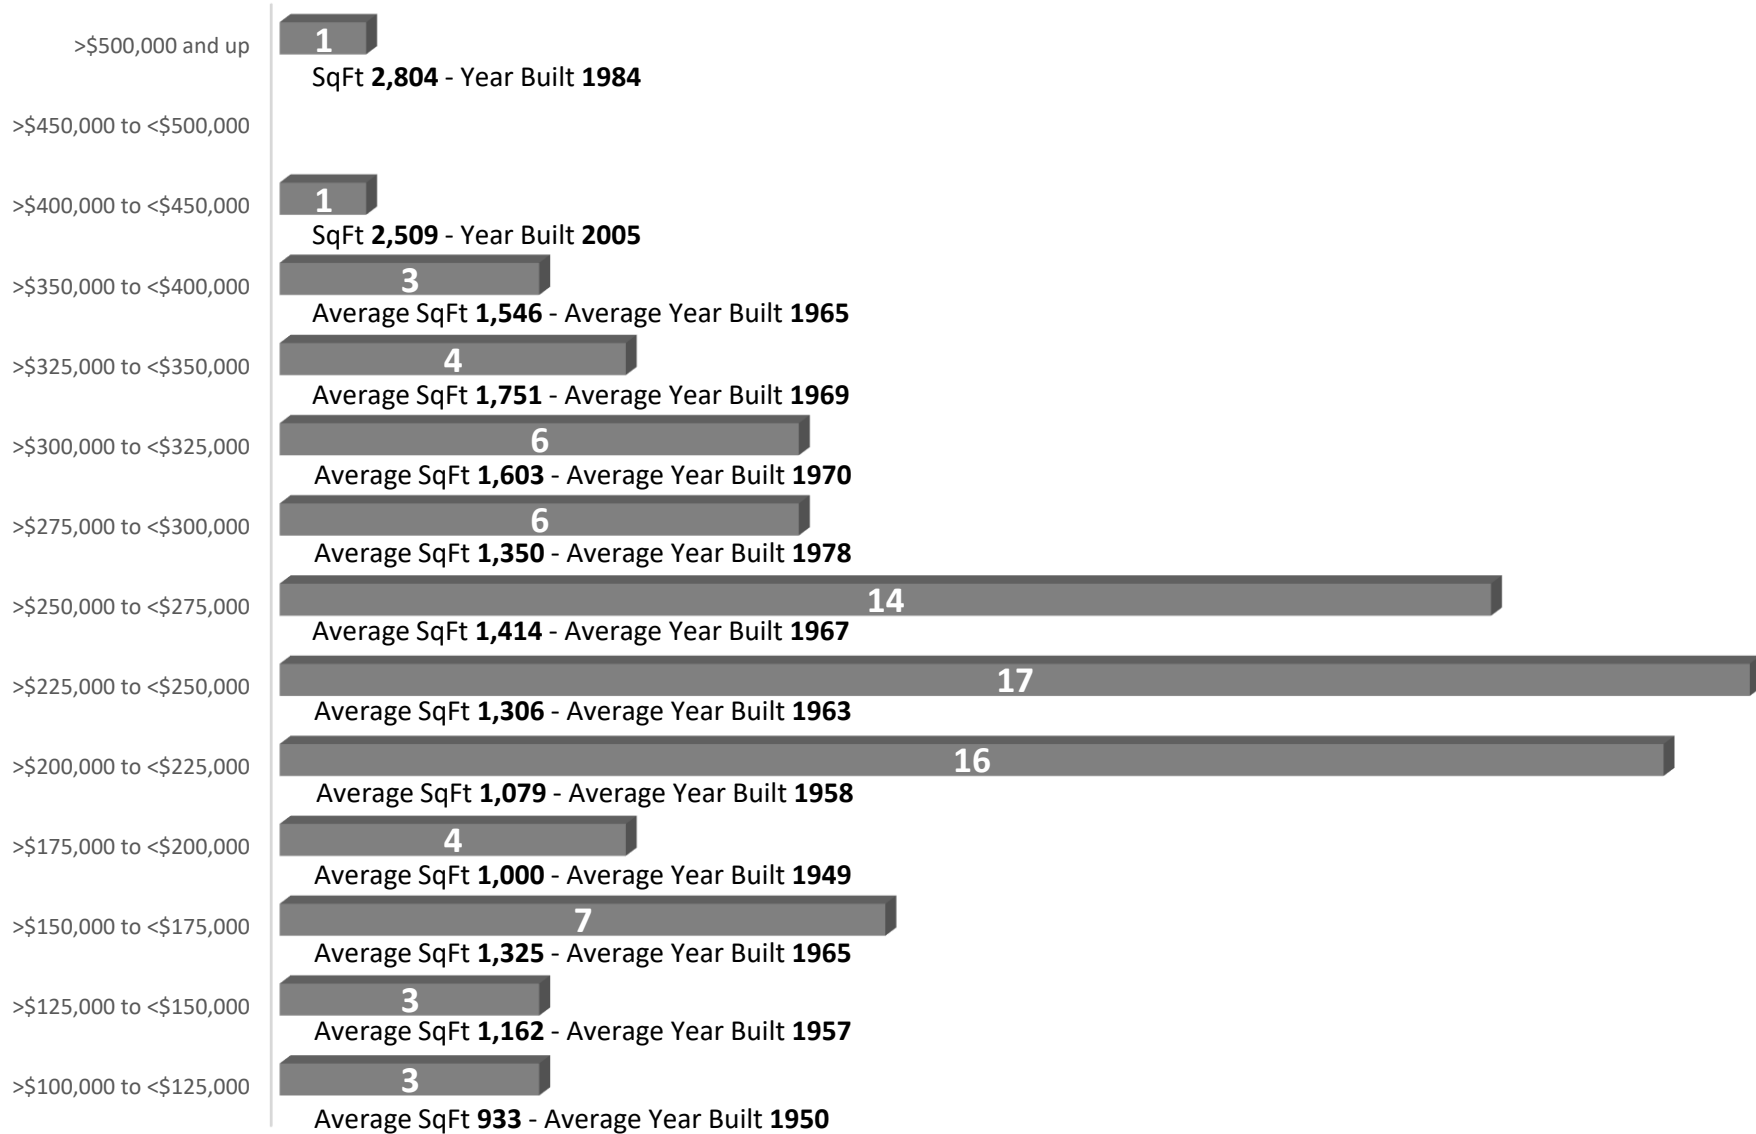 >$500,000 and up
1
SqFt 2,804 - Year Built 1984
>$450,000 to <$500,000
>$400,000 to <$450,000
1
SqFt 2,509 - Year Built 2005
>$350,000 to <$400,000
3
Average SqFt 1,546 - Average Year Built 1965
>$325,000 to <$350,000
4
Average SqFt 1,751 - Average Year Built 1969
>$300,000 to <$325,000
6
Average SqFt 1,603 - Average Year Built 1970
>$275,000 to <$300,000
6
Average SqFt 1,350 - Average Year Built 1978
>$250,000 to <$275,000
14
Average SqFt 1,414 - Average Year Built 1967
>$225,000 to <$250,000
17
Average SqFt 1,306 - Average Year Built 1963
>$200,000 to <$225,000
16
Average SqFt 1,079 - Average Year Built 1958
>$175,000 to <$200,000
4
Average SqFt 1,000 - Average Year Built 1949
>$150,000 to <$175,000
7
Average SqFt 1,325 - Average Year Built 1965
>$125,000 to <$150,000
3
Average SqFt 1,162 - Average Year Built 1957
>$100,000 to <$125,000
3
Average SqFt 933 - Average Year Built 1950